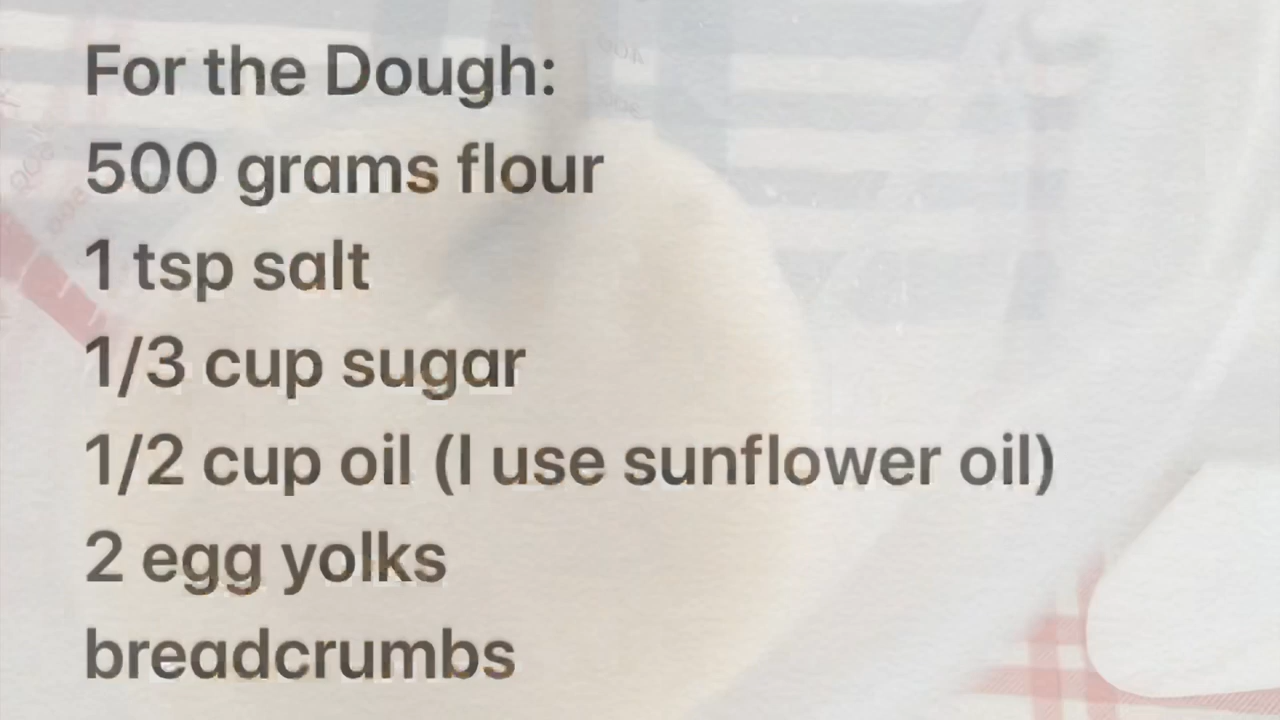 For the Dough:
500 grams flour
1 tsp salt
1/3 cup sugar
1/2 cup oil (I use sunflower oil)
2 egg yolks
breadcrumbs